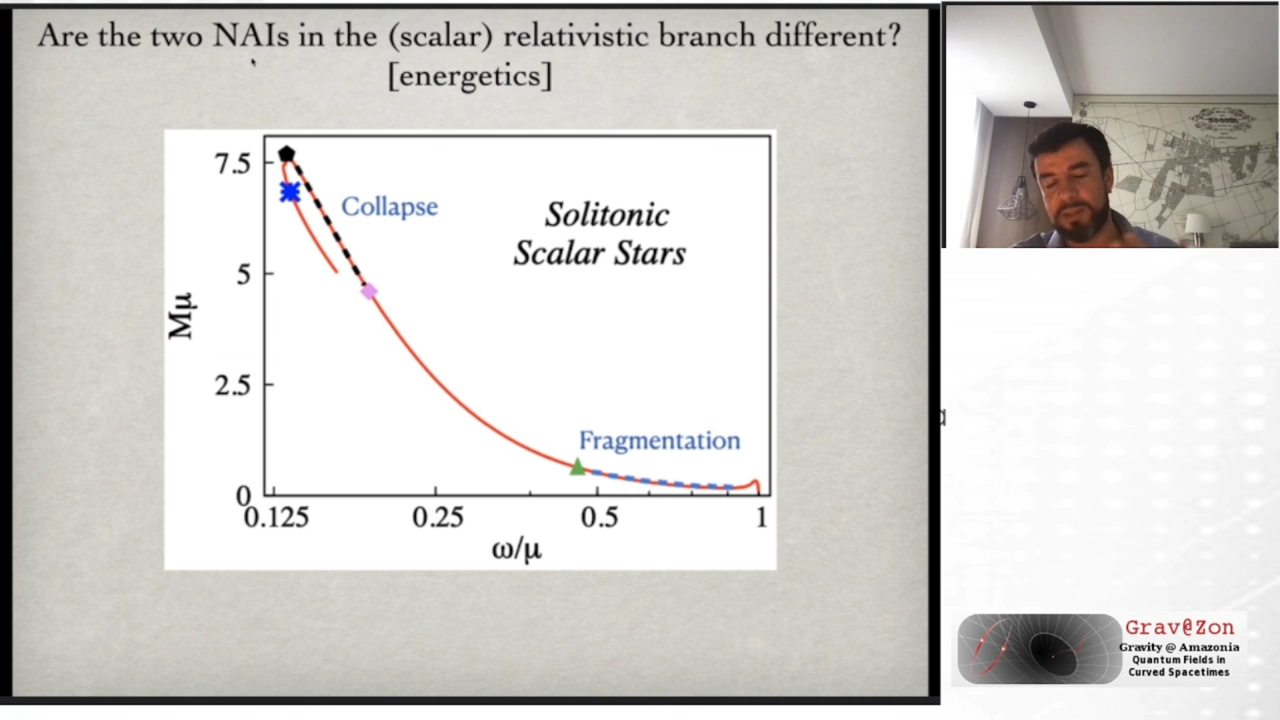 Are the two NAIs in the (scalar) relativistic branch different?
[energetics]
7.5
5
2.5
0
Mμ
Collapse
Solitonic
Scalar Stars
Fragmentation
0.125
0.25
0.5
1
ω/μ
Grav@Zon
Gravity @ Amazonia
Quantum Fields in
Curved Spacetimes